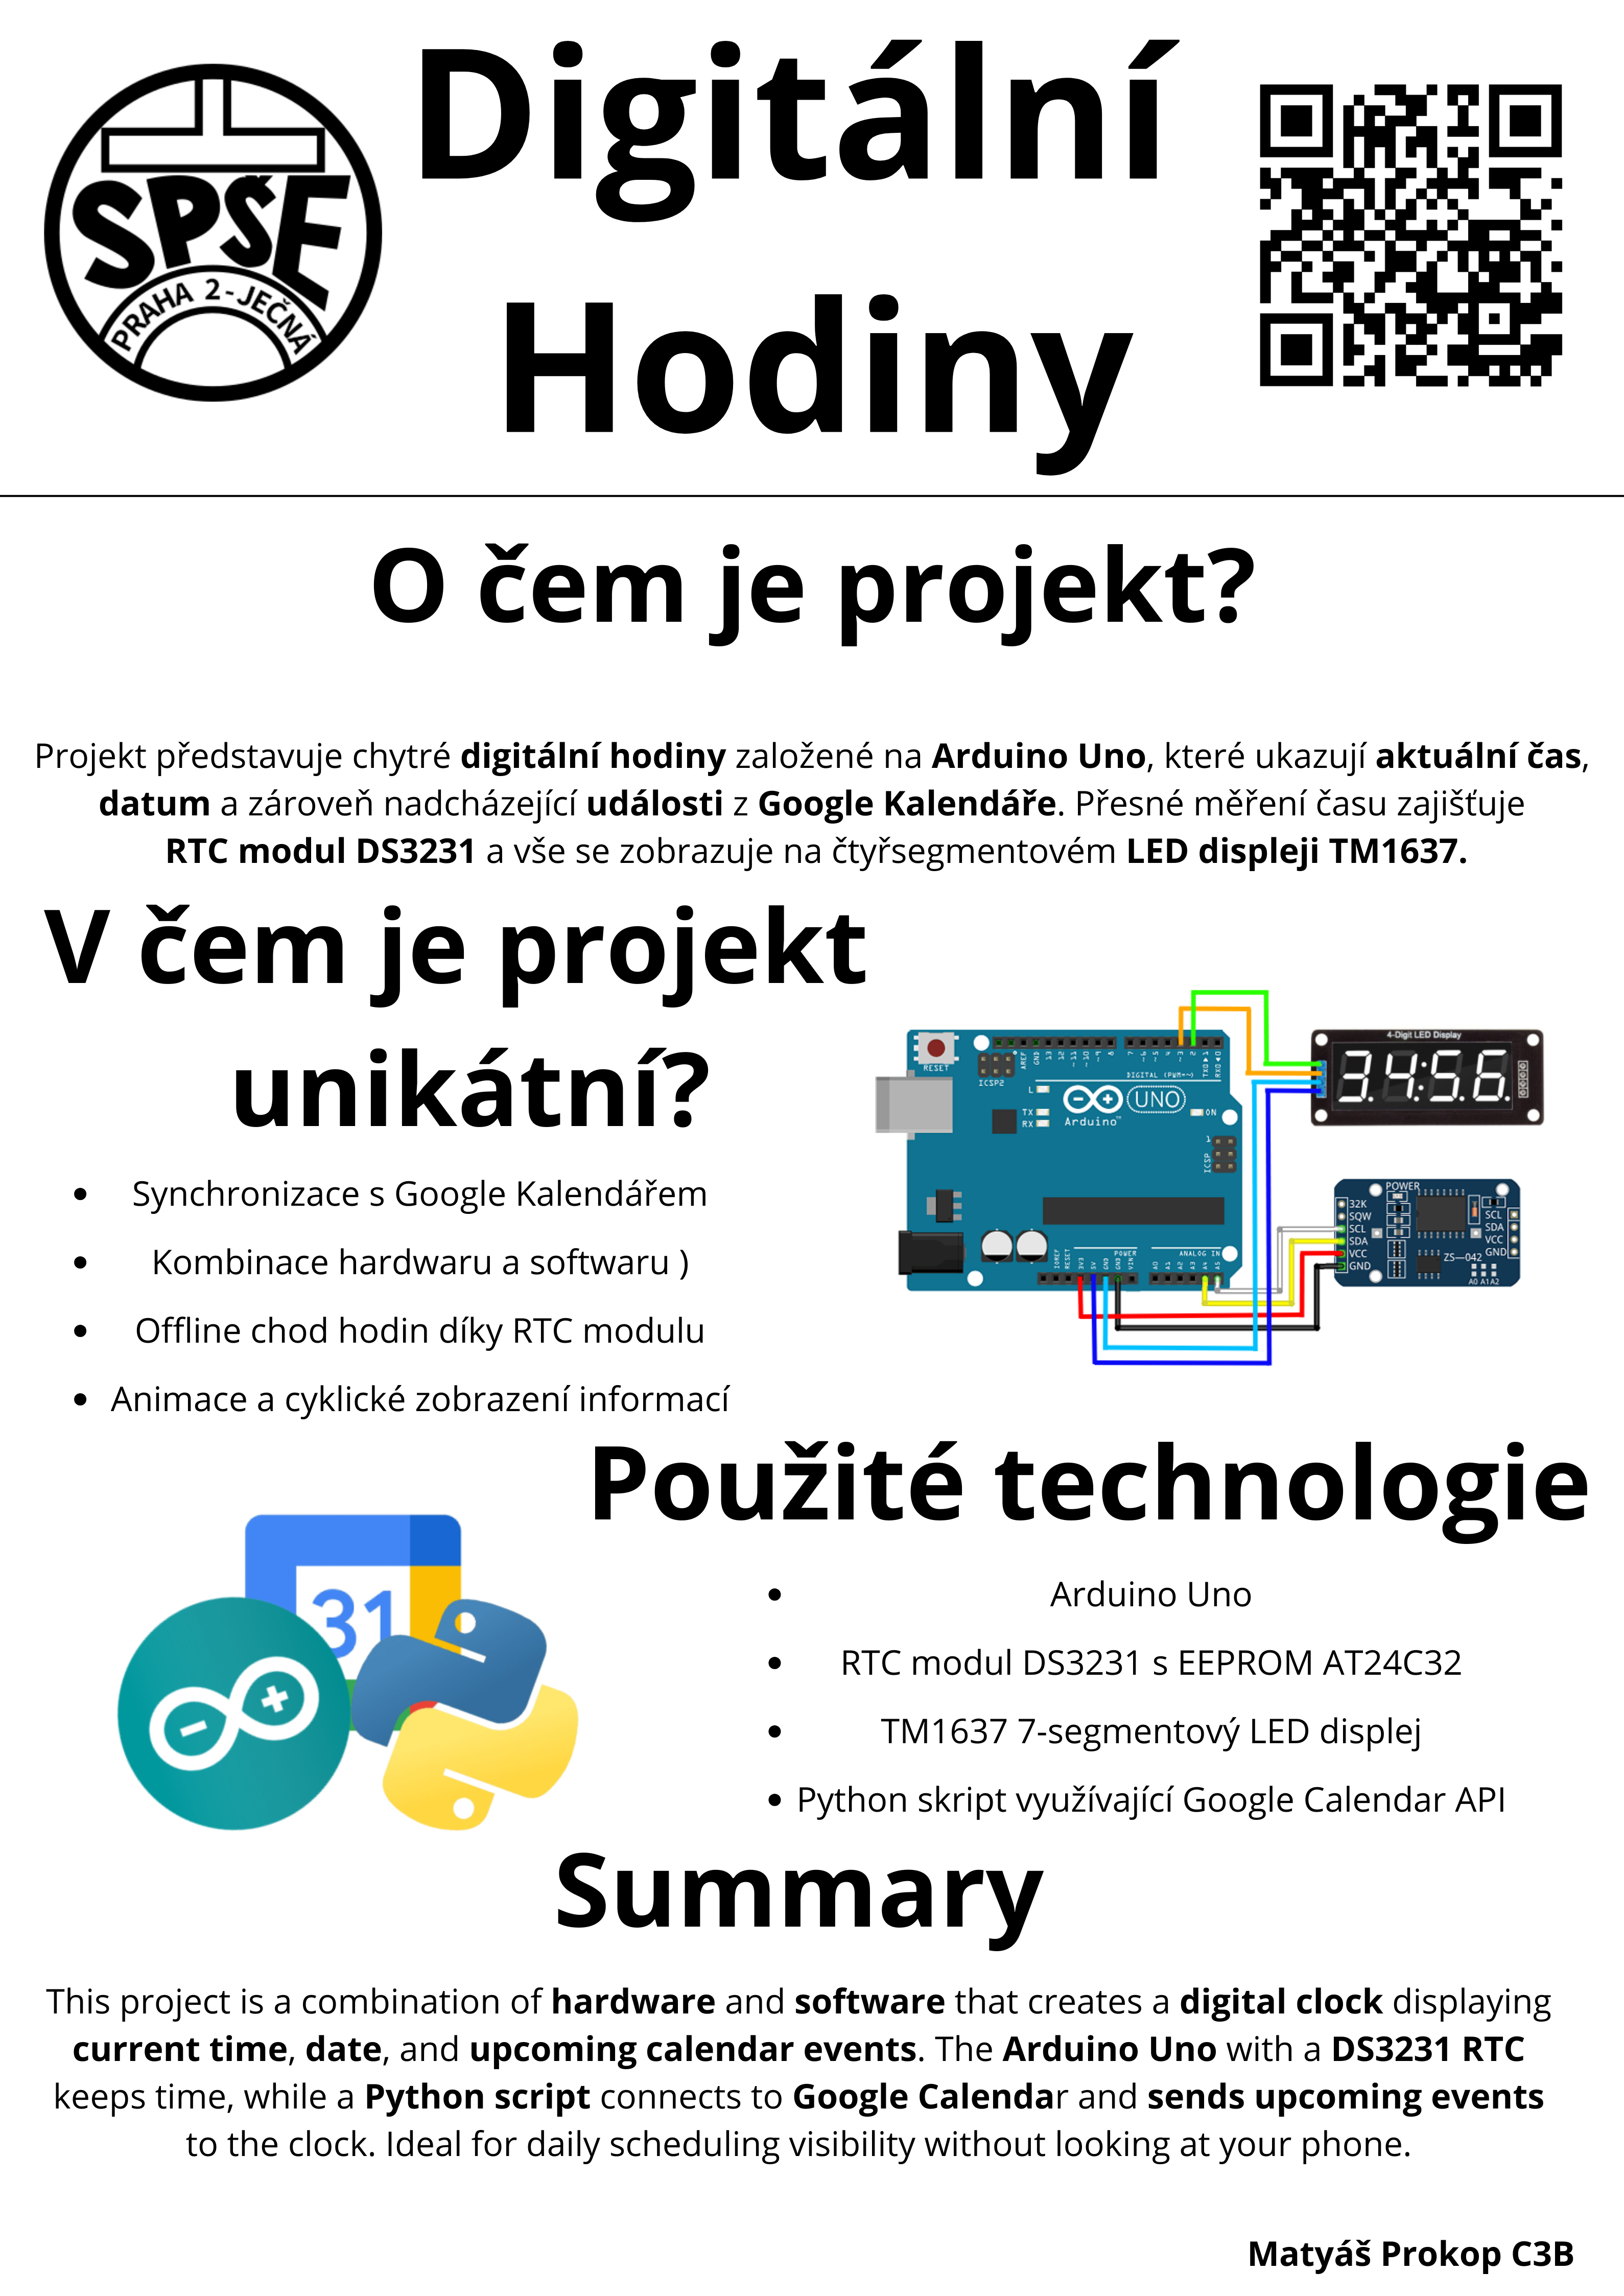 Digitální
Hodiny
SPŠE
PRAHA 2-JEČNÁ
O čem je projekt?
Projekt představuje chytré digitální hodiny založené na Arduino Uno, které ukazují aktuální čas,
datum a zároveň nadcházející události z Google Kalendáře. Přesné měření času zajišťuje
RTC modul DS3231 a vše se zobrazuje na čtyřsegmentovém LED displeji TM1637.
V čem je projekt
unikátní?
• Synchronizace s Google Kalendářem
• Kombinace hardwaru a softwaru )
• Offline chod hodin díky RTC modulu
• Animace a cyklické zobrazení informací
RESET
ICSP2
AREF
GND
13
12
~11
~10
~9
8
7
~6
~5
4
~3
2
TX0▶1
RX0◀0
DIGITAL (PWM=~)
L
TX
RX
UNO
Arduino™
ON
1
ICSP
IOREF
RESET
3V3
5V
GND
GND
VIN
POWER
ANALOG IN
A0
A1
A2
A3
A4
A5
4-Digit LED Display
34:56
POWER
32K
SQW
SCL
SDA
VCC
GND
SCL
SDA
VCC
GND
ZS—042
A0 A1A2
Použité technologie
31
• Arduino Uno
• RTC modul DS3231 s EEPROM AT24C32
• TM1637 7-segmentový LED displej
• Python skript využívající Google Calendar API
Summary
This project is a combination of hardware and software that creates a digital clock displaying
current time, date, and upcoming calendar events. The Arduino Uno with a DS3231 RTC
keeps time, while a Python script connects to Google Calendar and sends upcoming events
to the clock. Ideal for daily scheduling visibility without looking at your phone.
Matyáš Prokop C3B